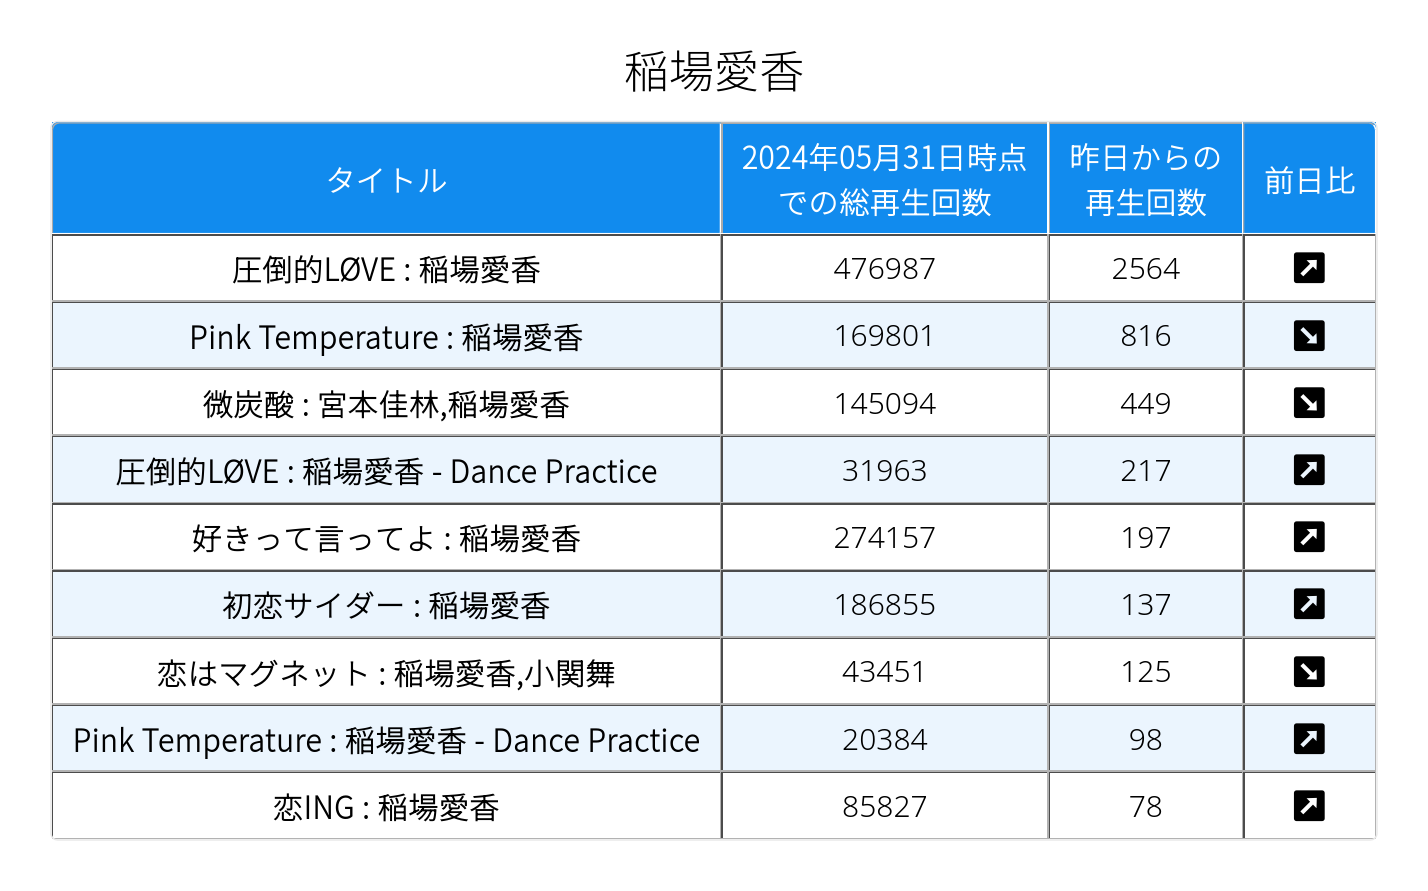 稲場愛香
タイトル
2024年05月31日時点
での総再生回数
昨日からの
再生回数
前日比
圧倒的LØVE : 稲場愛香 476987 2564
Pink Temperature : 稲場愛香 169801 816
微炭酸 : 宮本佳林,稲場愛香 145094 449
圧倒的LØVE : 稲場愛香 - Dance Practice 31963 217
好きって言ってよ : 稲場愛香 274157 197
初恋サイダー : 稲場愛香 186855 137
恋はマグネット : 稲場愛香,小関舞 43451 125
Pink Temperature : 稲場愛香 - Dance Practice 20384 98
恋ING : 稲場愛香 85827 78